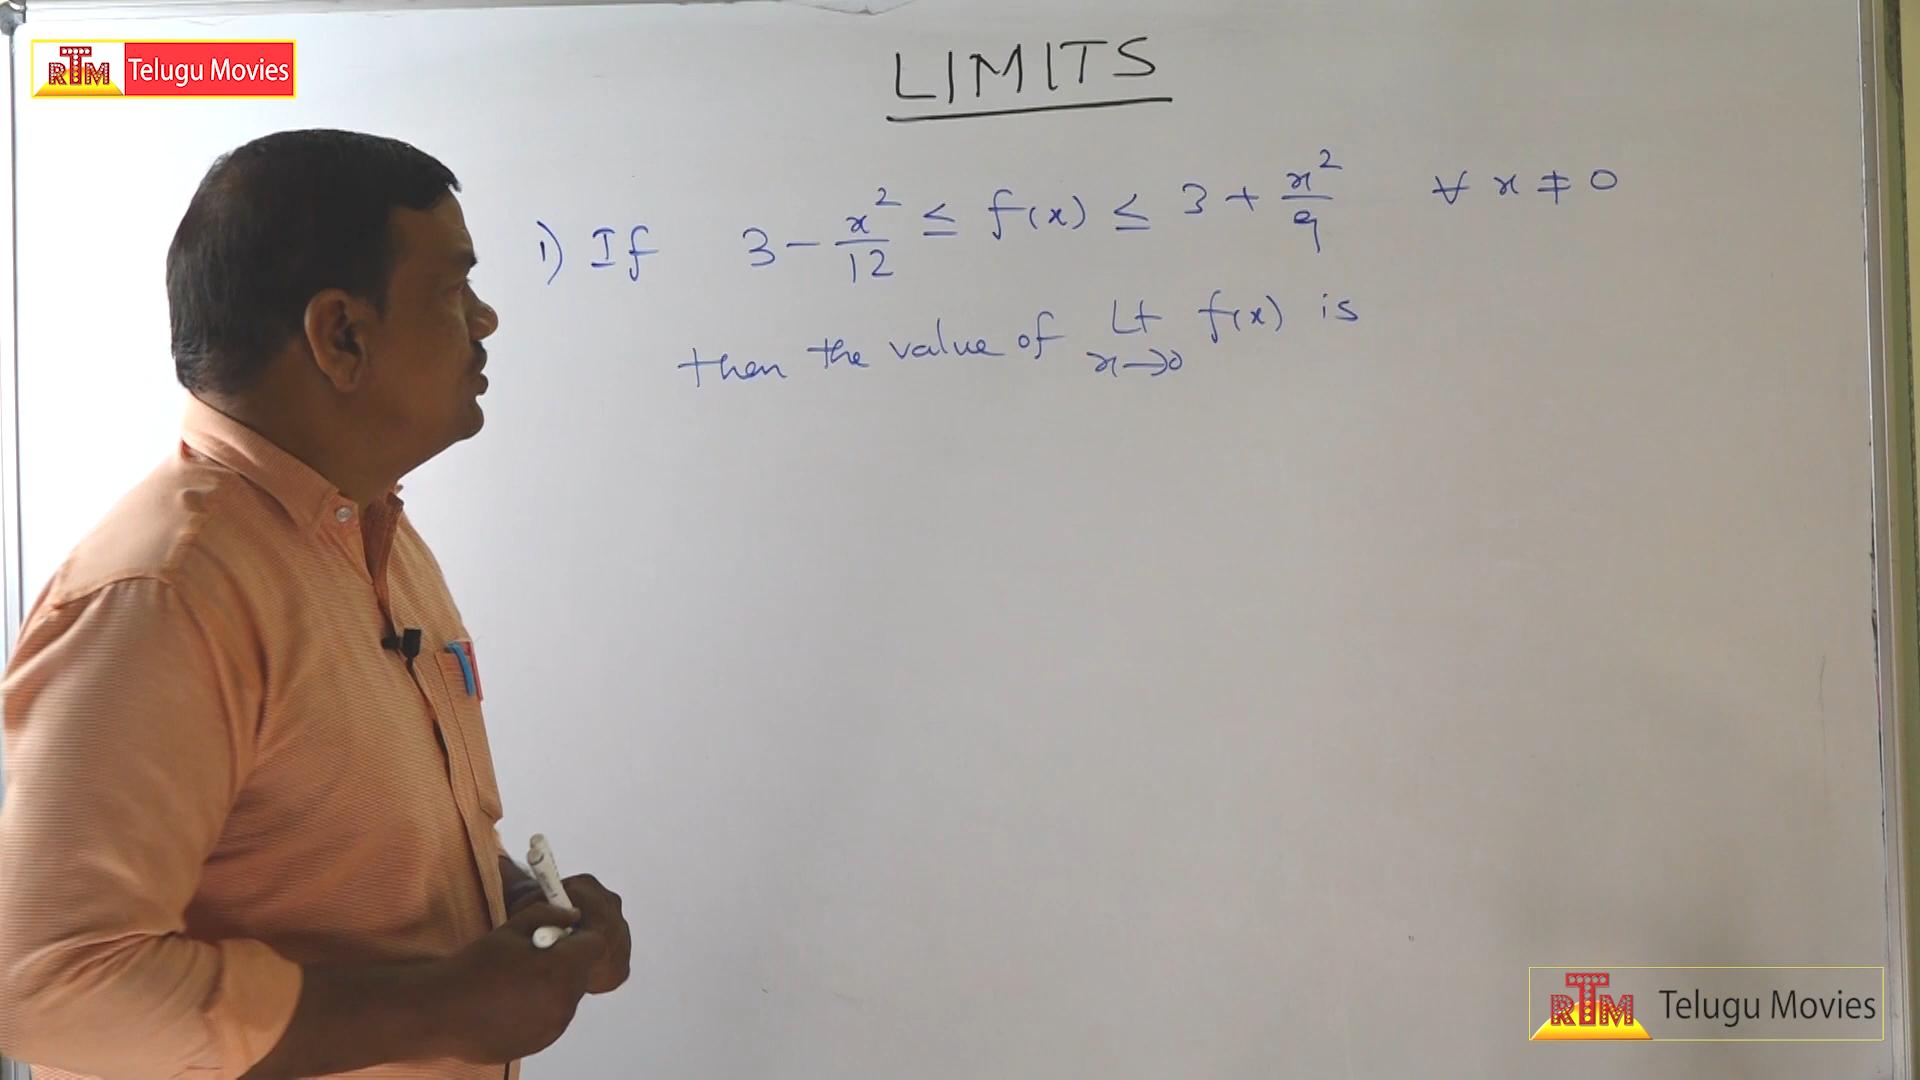 RTM Telugu Movies
LIMITS
1) If 3 - x²/12 ≤ f(x) ≤ 3 + x²/9 ∀ x ≠ 0
then the value of Lt x→0 f(x) is
RTM Telugu Movies